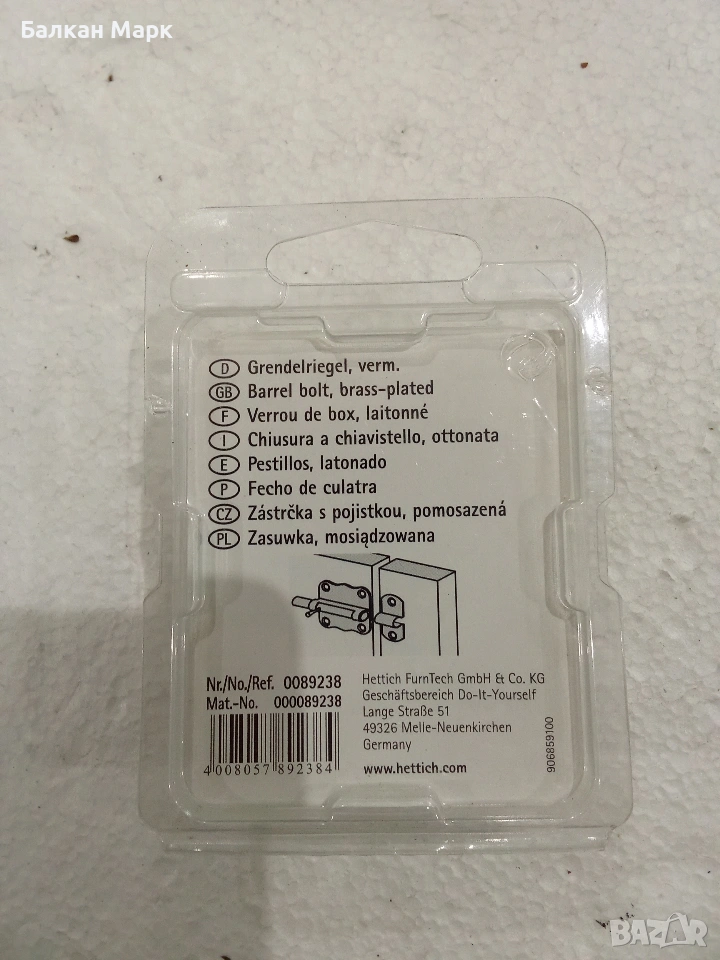 Балкан Марк
D Grendelriegel, verm.
GB Barrel bolt, brass-plated
F Verrou de box, laitonné
I Chiusura a chiavistello, ottonata
E Pestillos, latonado
P Fecho de culatra
CZ Zástrčka s pojistkou, pomosazená
PL Zasuwka, mosiądzowana
Nr./No./Ref. 0089238
Mat.-No. 000089238
4 008057 892384
Hettich FurnTech GmbH & Co. KG
Geschäftsbereich Do-It-Yourself
Lange Straße 51
49326 Melle-Neuenkirchen
Germany
www.hettich.com
906859100
BAZAR